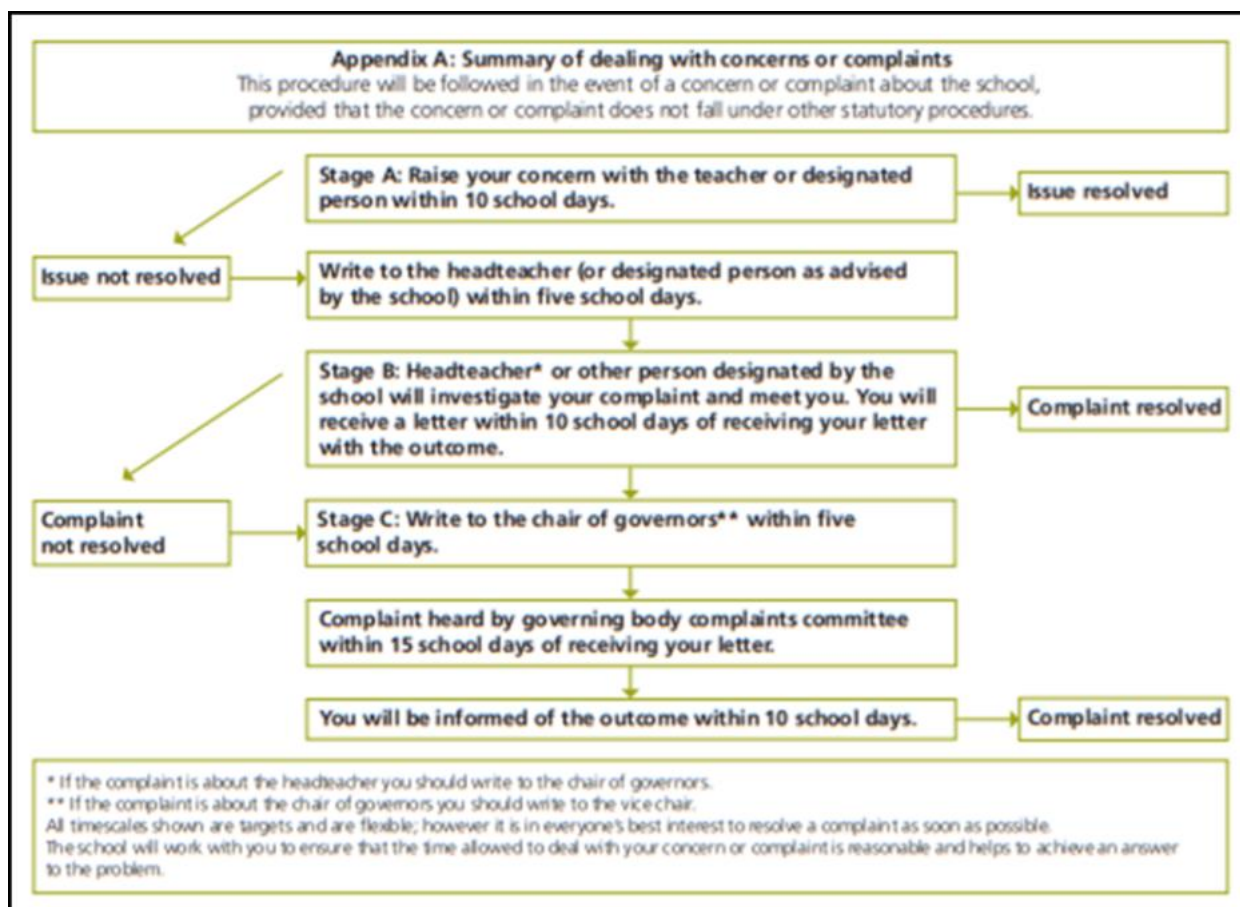 Appendix A: Summary of dealing with concerns or complaints
This procedure will be followed in the event of a concern or complaint about the school,
provided that the concern or complaint does not fall under other statutory procedures.
Stage A: Raise your concern with the teacher or designated
person within 10 school days.
Issue resolved
Issue not resolved
Write to the headteacher (or designated person as advised
by the school) within five school days.
Stage B: Headteacher* or other person designated by the
school will investigate your complaint and meet you. You will
receive a letter within 10 school days of receiving your letter
with the outcome.
Complaint resolved
Complaint
not resolved
Stage C: Write to the chair of governors** within five
school days.
Complaint heard by governing body complaints committee
within 15 school days of receiving your letter.
You will be informed of the outcome within 10 school days.
Complaint resolved
* If the complaint is about the headteacher you should write to the chair of governors.
** If the complaint is about the chair of governors you should write to the vice chair.
All timescales shown are targets and are flexible; however it is in everyone's best interest to resolve a complaint as soon as possible.
The school will work with you to ensure that the time allowed to deal with your concern or complaint is reasonable and helps to achieve an answer
to the problem.